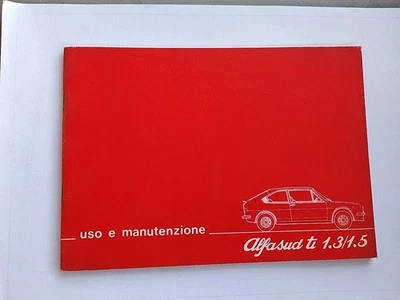 uso e manutenzione
alfasud ti 1.3/1.5